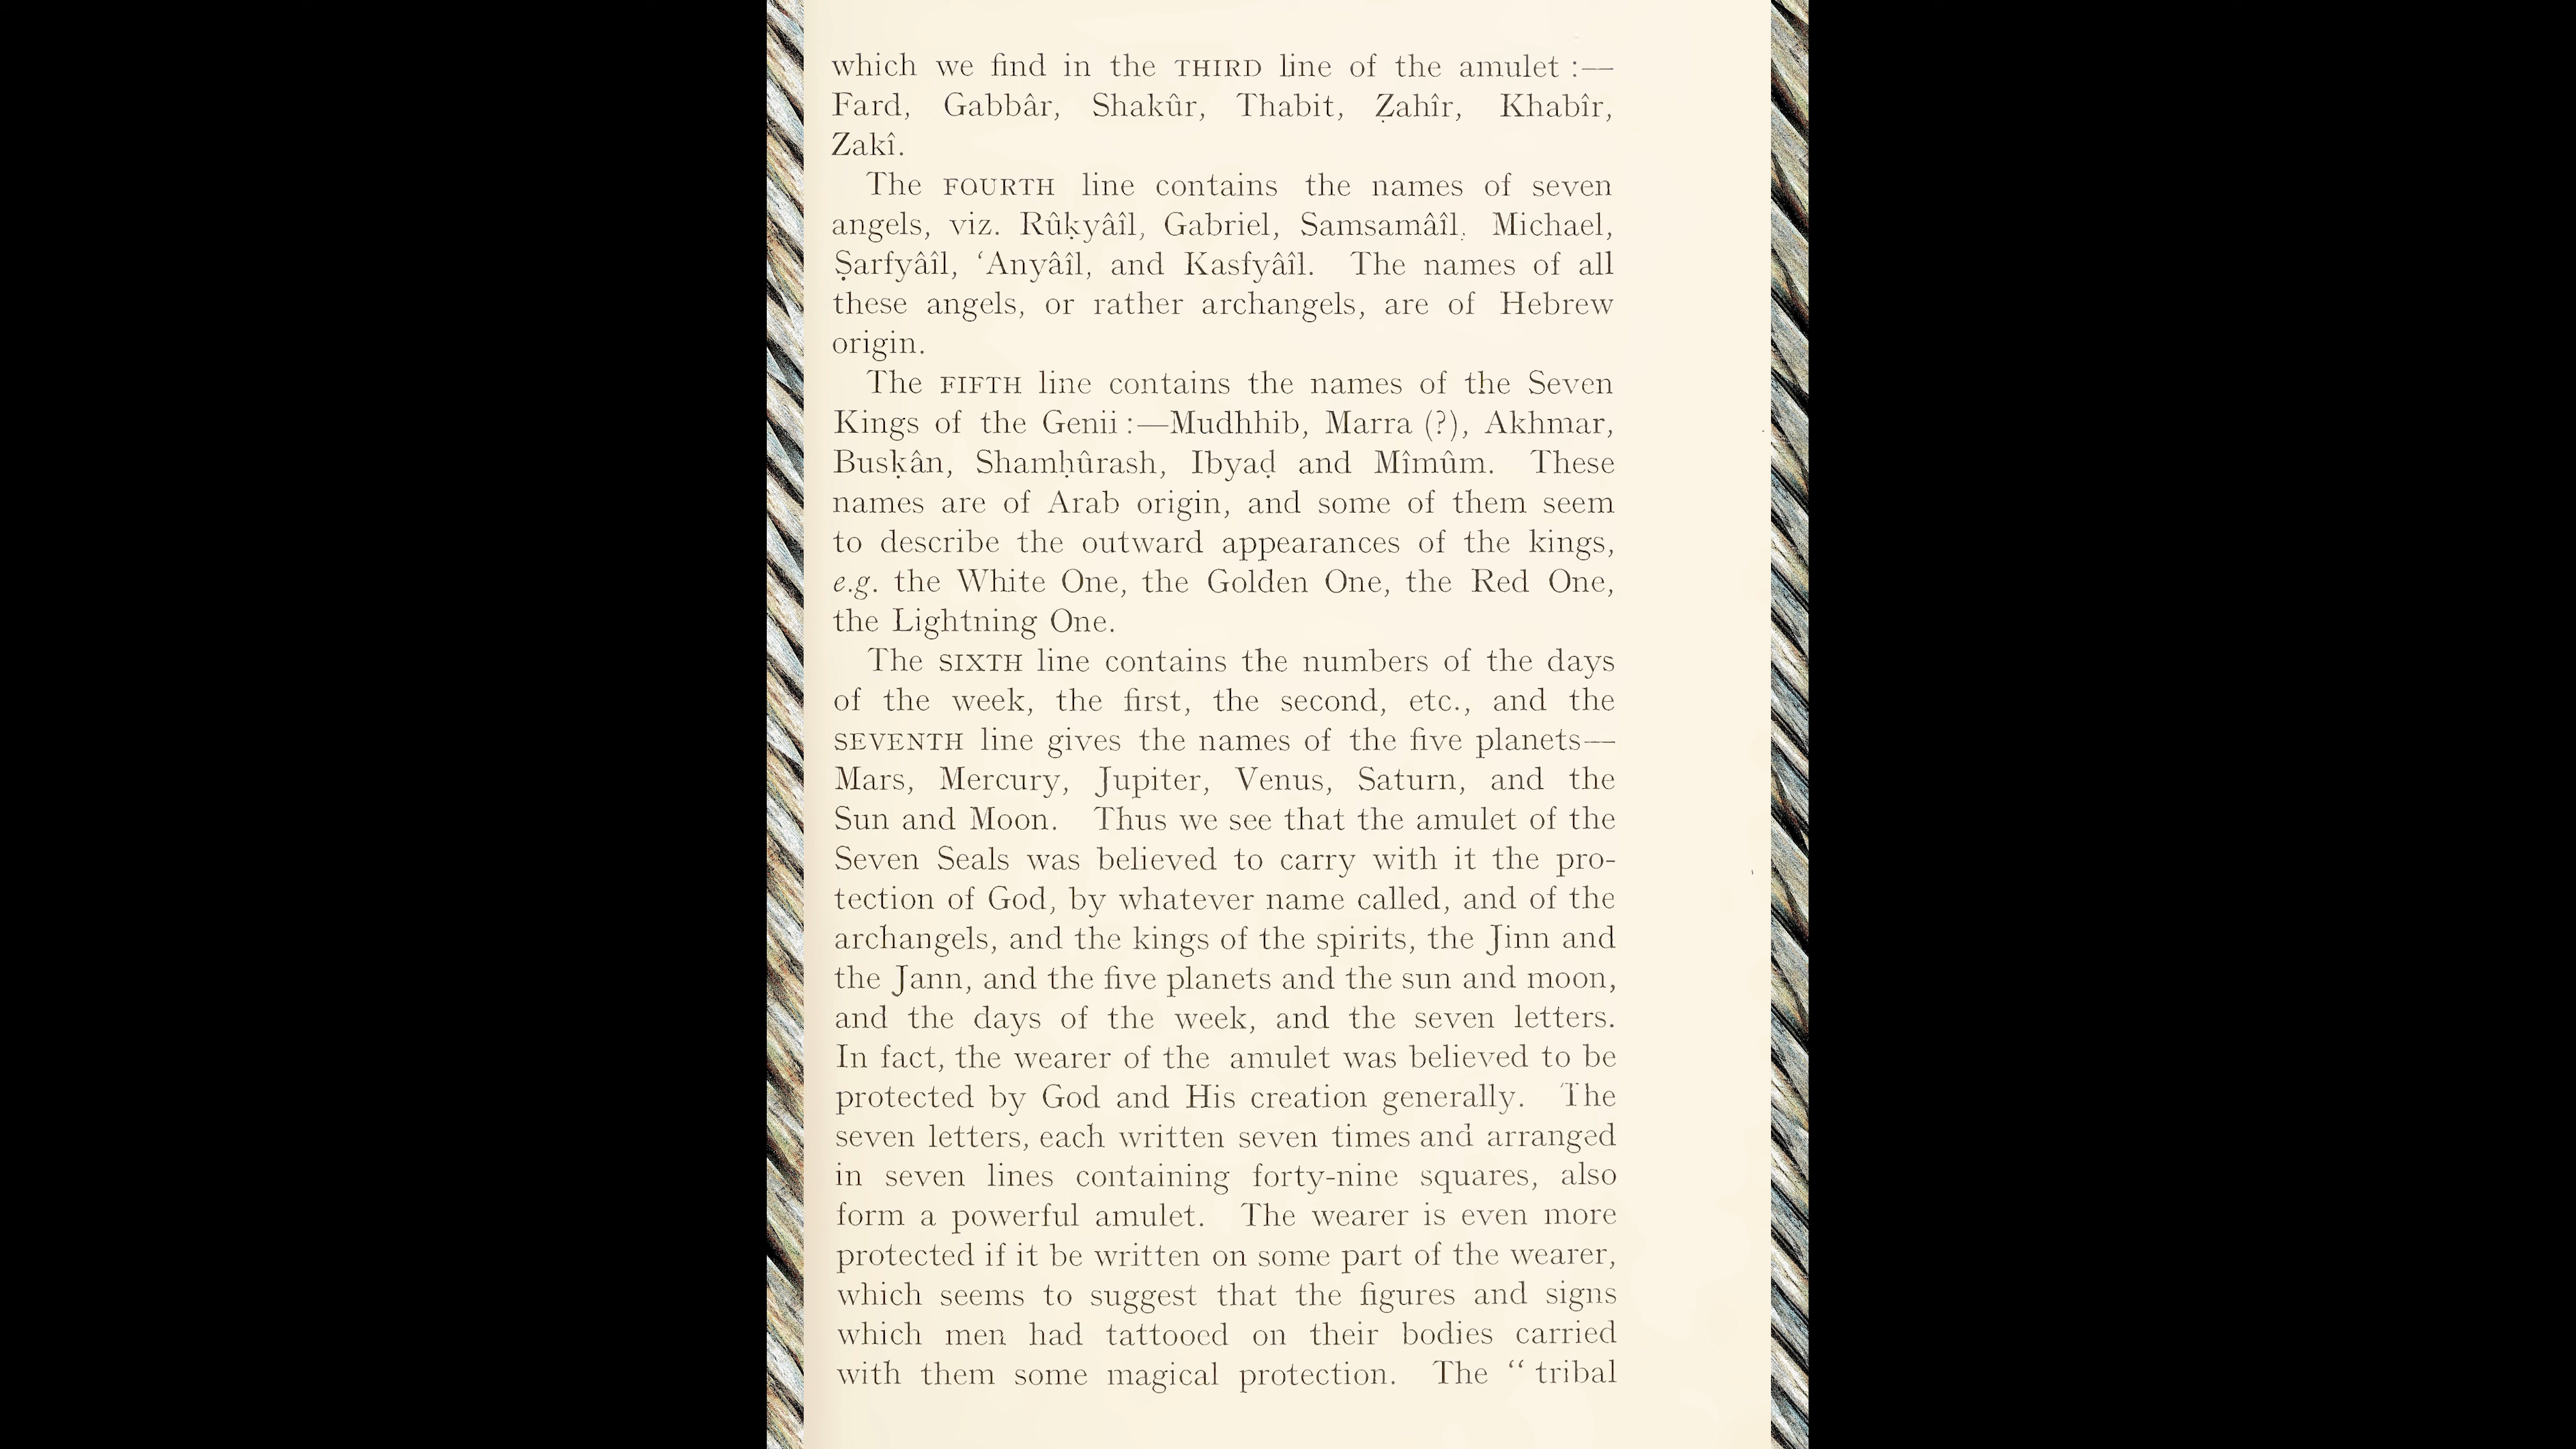 which we find in the THIRD line of the amulet :—
Fard, Gabbâr, Shakûr, Thabit, Ẓahîr, Khabîr,
Zakî.
The FOURTH line contains the names of seven
angels, viz. Rûḳyâîl, Gabriel, Samsamâîl, Michael,
Ṣarfyâîl, ‘Anyâîl, and Kasfyâîl. The names of all
these angels, or rather archangels, are of Hebrew
origin.
The FIFTH line contains the names of the Seven
Kings of the Genii :—Mudhhib, Marra (?), Akhmar,
Busḳân, Shamḥûrash, Ibyaḍ and Mîmûm. These
names are of Arab origin, and some of them seem
to describe the outward appearances of the kings,
e.g. the White One, the Golden One, the Red One,
the Lightning One.
The SIXTH line contains the numbers of the days
of the week, the first, the second, etc., and the
SEVENTH line gives the names of the five planets—
Mars, Mercury, Jupiter, Venus, Saturn, and the
Sun and Moon. Thus we see that the amulet of the
Seven Seals was believed to carry with it the pro-
tection of God, by whatever name called, and of the
archangels, and the kings of the spirits, the Jinn and
the Jann, and the five planets and the sun and moon,
and the days of the week, and the seven letters.
In fact, the wearer of the amulet was believed to be
protected by God and His creation generally. The
seven letters, each written seven times and arranged
in seven lines containing forty-nine squares, also
form a powerful amulet. The wearer is even more
protected if it be written on some part of the wearer,
which seems to suggest that the figures and signs
which men had tattooed on their bodies carried
with them some magical protection. The “ tribal